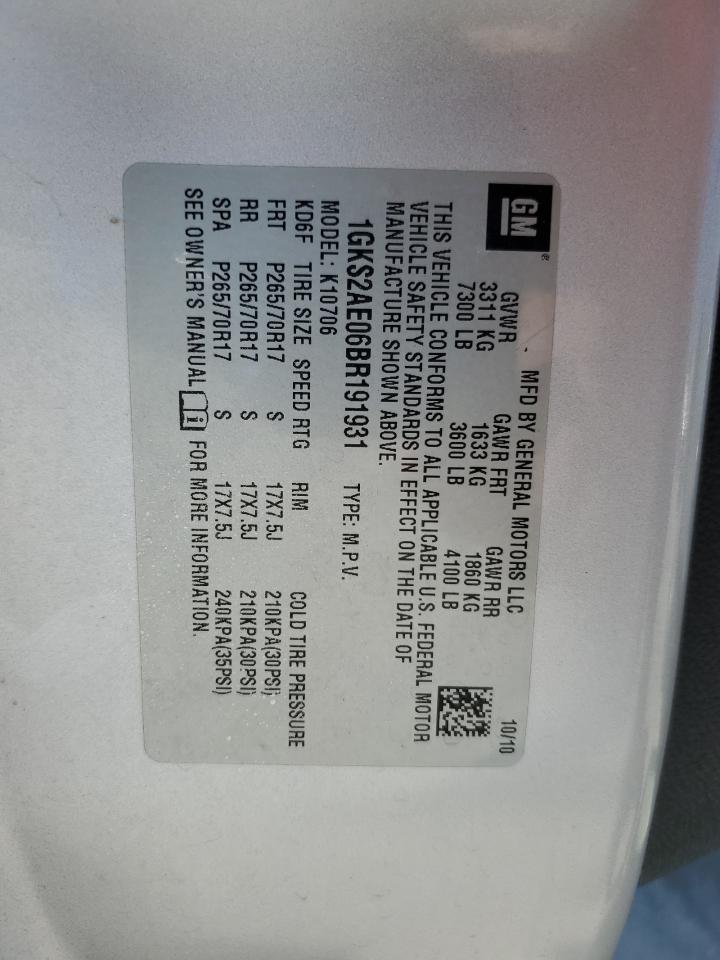 GM ® MFD BY GENERAL MOTORS LLC 10/10
GVWR GAWR FRT GAWR RR
3311 KG 1633 KG 1860 KG
7300 LB 3600 LB 4100 LB
THIS VEHICLE CONFORMS TO ALL APPLICABLE U.S. FEDERAL MOTOR
VEHICLE SAFETY STANDARDS IN EFFECT ON THE DATE OF
MANUFACTURE SHOWN ABOVE.
1GKS2AE06BR191931 TYPE: M.P.V.
MODEL: K10706
KD6F TIRE SIZE SPEED RTG RIM COLD TIRE PRESSURE
FRT P265/70R17 S 17X7.5J 210KPA(30PSI)
RR P265/70R17 S 17X7.5J 210KPA(30PSI)
SPA P265/70R17 S 17X7.5J 240KPA(35PSI)
SEE OWNER'S MANUAL i FOR MORE INFORMATION.